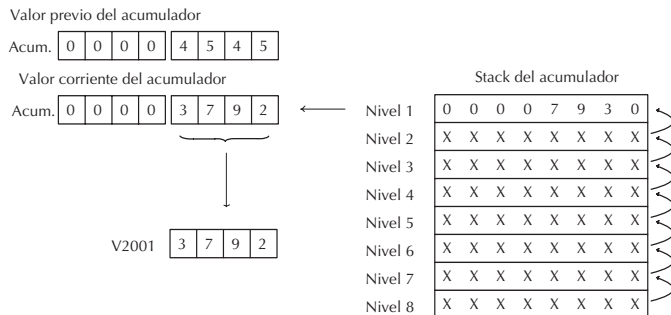 Valor previo del acumulador
Acum. 0 0 0 0 4 5 4 5
Valor corriente del acumulador
Acum. 0 0 0 0 3 7 9 2
V2001 3 7 9 2
Stack del acumulador
Nivel 1 0 0 0 0 7 9 3 0
Nivel 2 X X X X X X X X
Nivel 3 X X X X X X X X
Nivel 4 X X X X X X X X
Nivel 5 X X X X X X X X
Nivel 6 X X X X X X X X
Nivel 7 X X X X X X X X
Nivel 8 X X X X X X X X